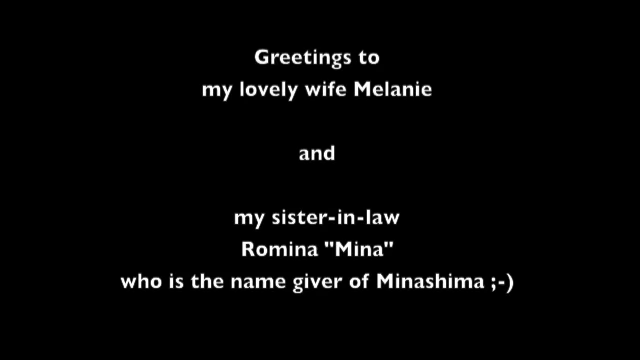 Greetings to
my lovely wife Melanie
and
my sister-in-law
Romina "Mina"
who is the name giver of Minashima ;-)